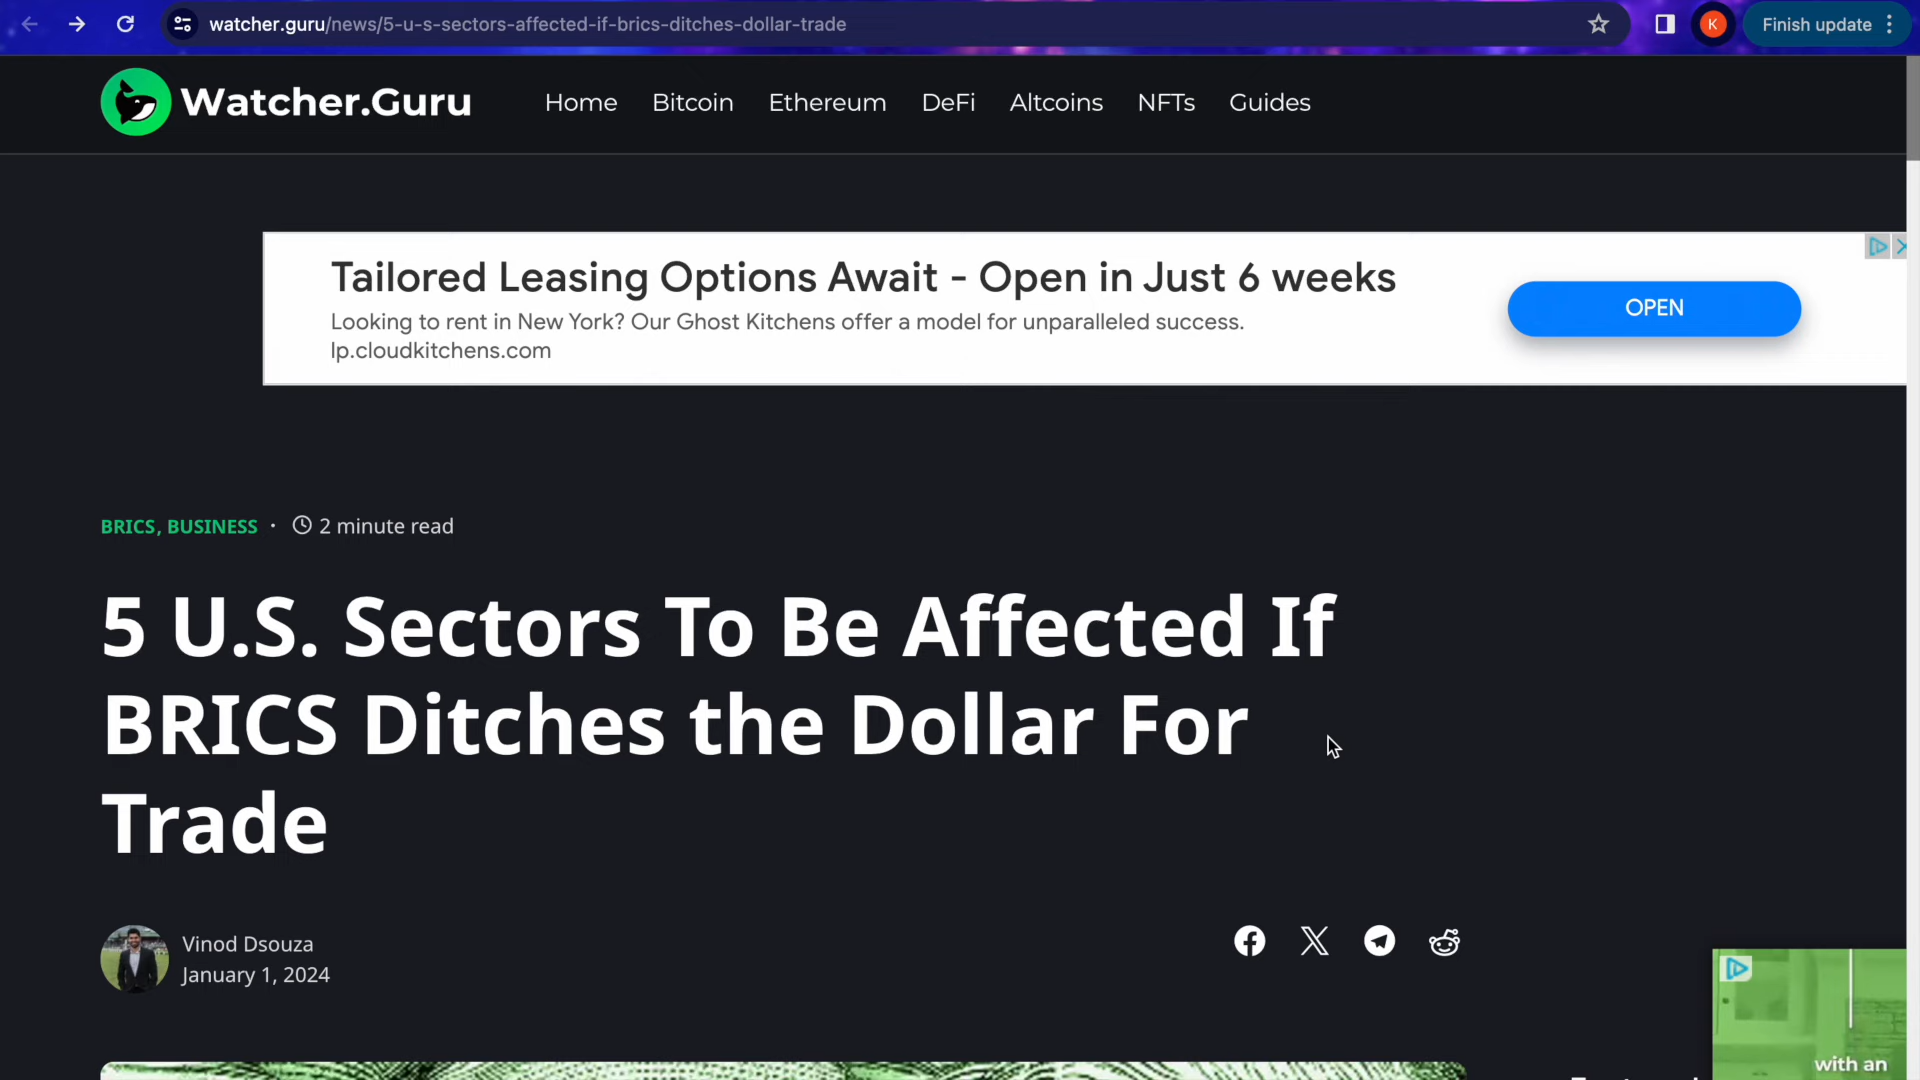 watcher.guru/news/5-u-s-sectors-affected-if-brics-ditches-dollar-trade
K
Finish update
Watcher.Guru
Home
Bitcoin
Ethereum
DeFi
Altcoins
NFTs
Guides
Tailored Leasing Options Await - Open in Just 6 weeks
Looking to rent in New York? Our Ghost Kitchens offer a model for unparalleled success.
lp.cloudkitchens.com
OPEN
BRICS, BUSINESS · 2 minute read
5 U.S. Sectors To Be Affected If
BRICS Ditches the Dollar For
Trade
Vinod Dsouza
January 1, 2024
with an